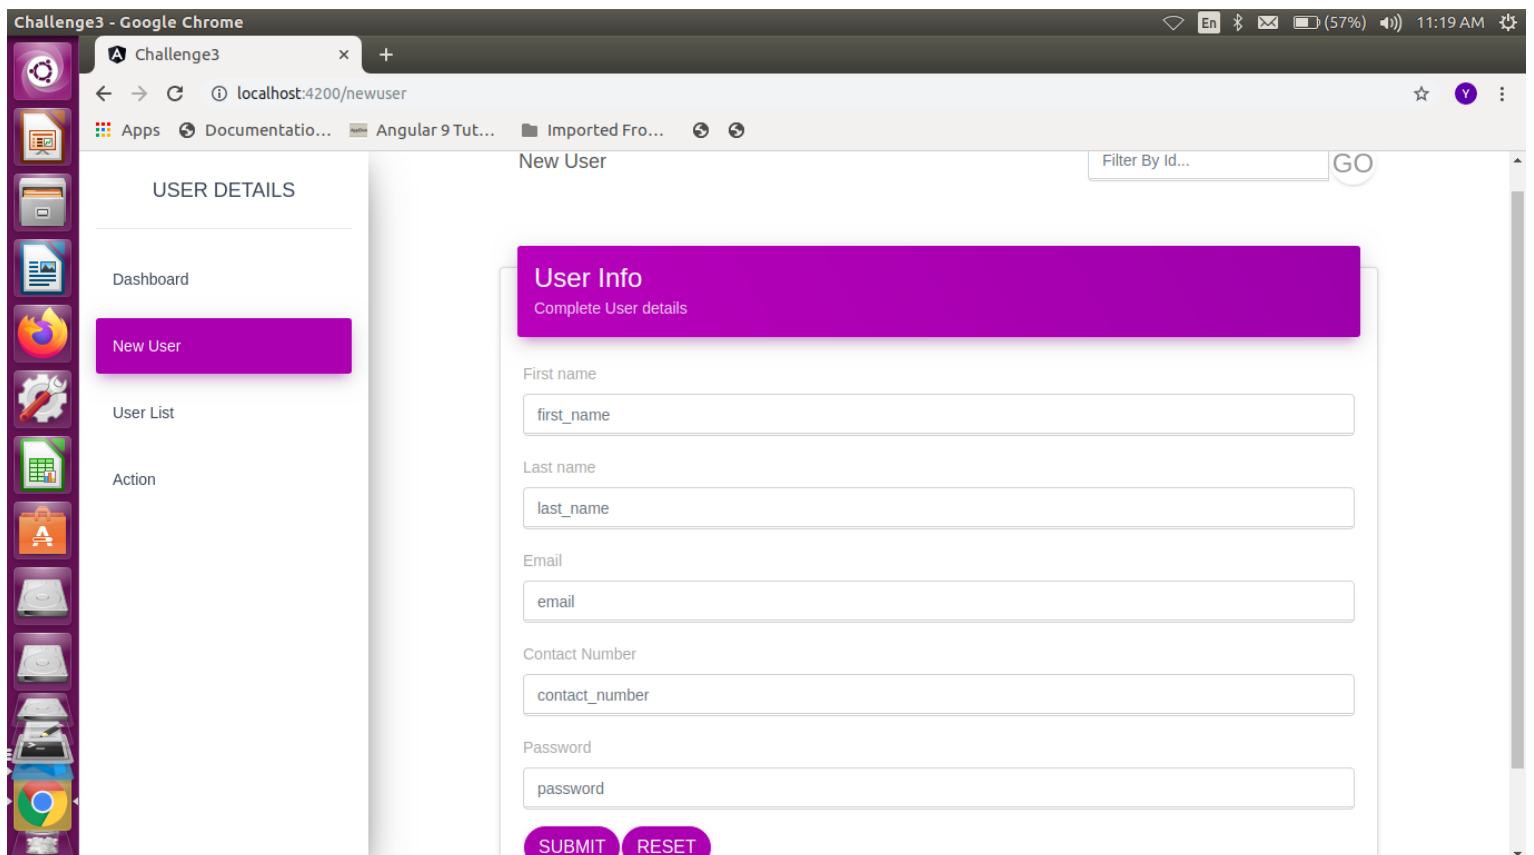 Challenge3 - Google Chrome
En
(57%)
11:19 AM
Challenge3
localhost:4200/newuser
Y
Apps
Documentatio...
Angular 9 Tut...
Imported Fro...
USER DETAILS
Dashboard
New User
User List
Action
New User
Filter By Id...
GO
User Info
Complete User details
First name
first_name
Last name
last_name
Email
email
Contact Number
contact_number
Password
password
SUBMIT
RESET